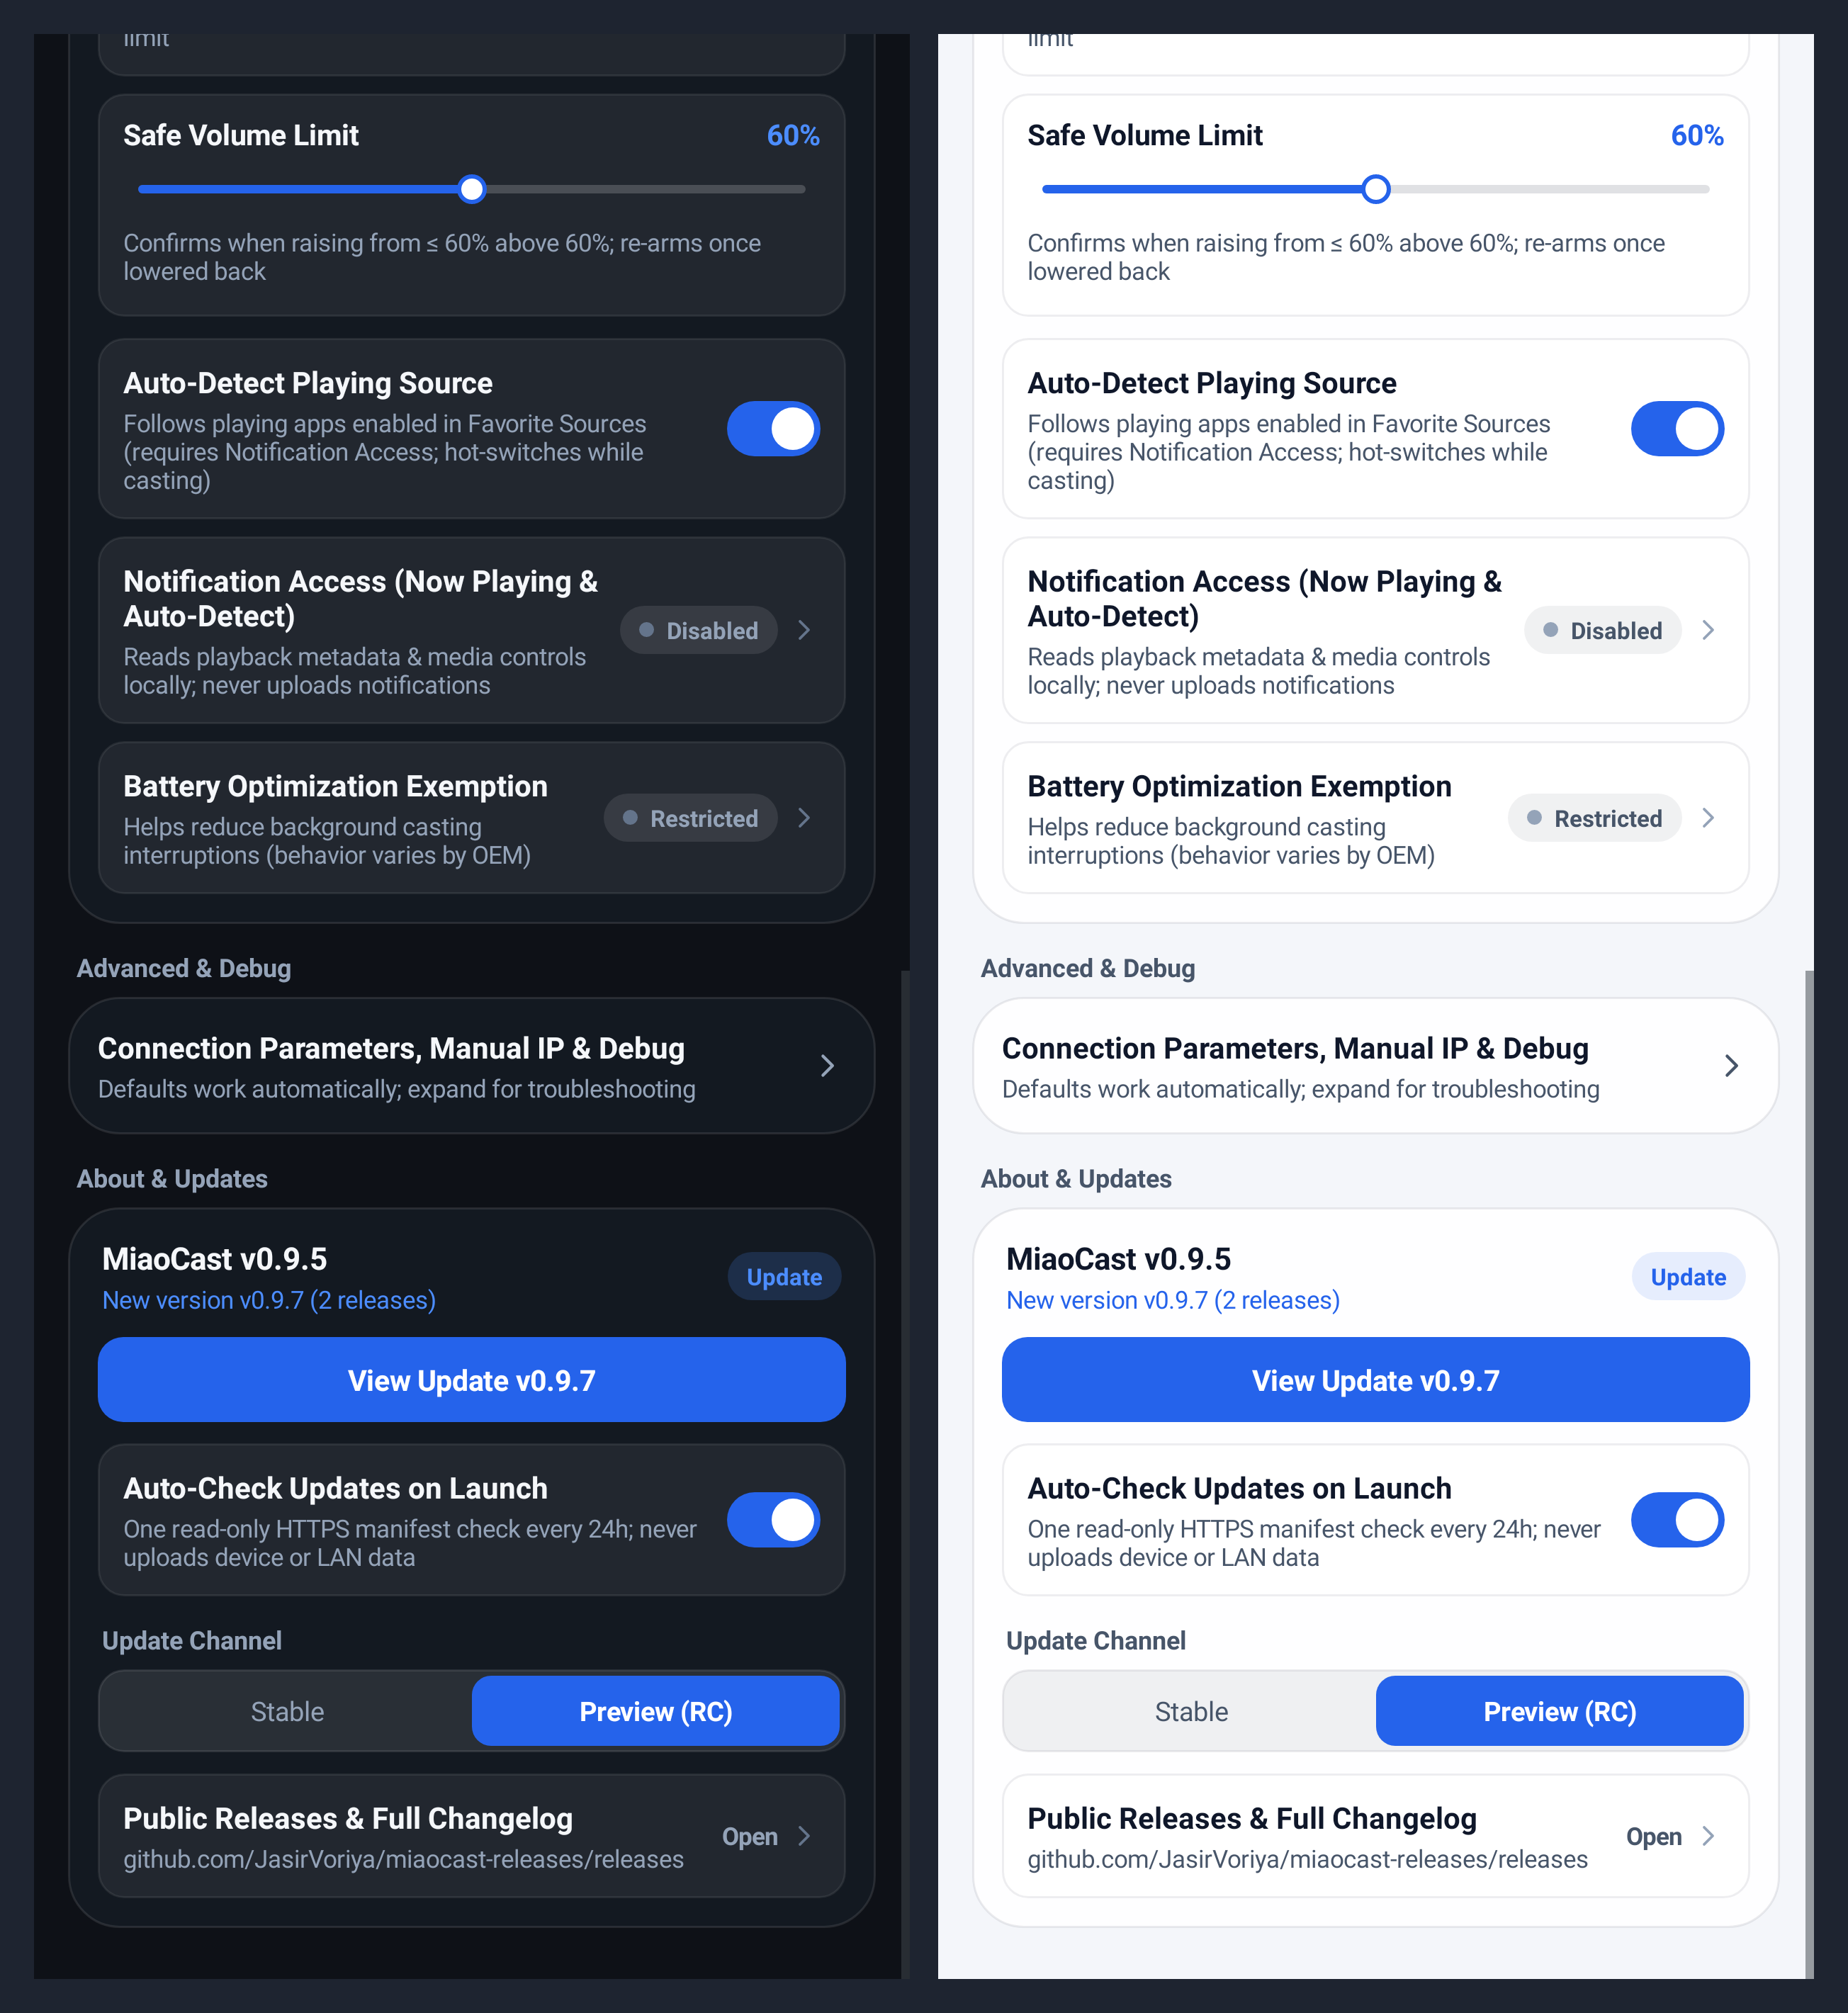 limit
Safe Volume Limit
60%
Confirms when raising from ≤ 60% above 60%; re-arms once
lowered back
Auto-Detect Playing Source
Follows playing apps enabled in Favorite Sources
(requires Notification Access; hot-switches while
casting)
Notification Access (Now Playing &
Auto-Detect)
Disabled
Reads playback metadata & media controls
locally; never uploads notifications
Battery Optimization Exemption
Restricted
Helps reduce background casting
interruptions (behavior varies by OEM)
Advanced & Debug
Connection Parameters, Manual IP & Debug
Defaults work automatically; expand for troubleshooting
About & Updates
MiaoCast v0.9.5
Update
New version v0.9.7 (2 releases)
View Update v0.9.7
Auto-Check Updates on Launch
One read-only HTTPS manifest check every 24h; never
uploads device or LAN data
Update Channel
Stable
Preview (RC)
Public Releases & Full Changelog
Open
github.com/JasirVoriya/miaocast-releases/releases
limit
Safe Volume Limit
60%
Confirms when raising from ≤ 60% above 60%; re-arms once
lowered back
Auto-Detect Playing Source
Follows playing apps enabled in Favorite Sources
(requires Notification Access; hot-switches while
casting)
Notification Access (Now Playing &
Auto-Detect)
Disabled
Reads playback metadata & media controls
locally; never uploads notifications
Battery Optimization Exemption
Restricted
Helps reduce background casting
interruptions (behavior varies by OEM)
Advanced & Debug
Connection Parameters, Manual IP & Debug
Defaults work automatically; expand for troubleshooting
About & Updates
MiaoCast v0.9.5
Update
New version v0.9.7 (2 releases)
View Update v0.9.7
Auto-Check Updates on Launch
One read-only HTTPS manifest check every 24h; never
uploads device or LAN data
Update Channel
Stable
Preview (RC)
Public Releases & Full Changelog
Open
github.com/JasirVoriya/miaocast-releases/releases